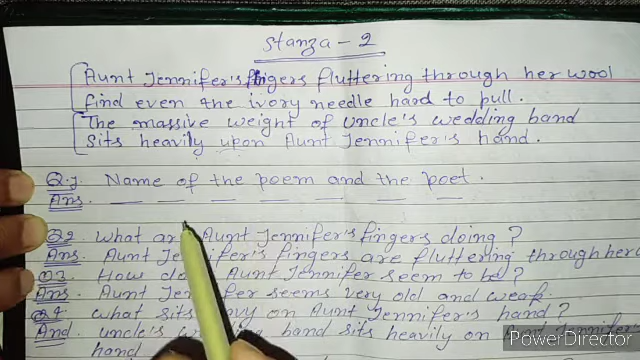 Stanza - 2
Aunt Jennifer's fingers fluttering through her wool
find even the ivory needle hard to pull.
The massive weight of uncle's wedding band
Sits heavily upon Aunt Jennifer's hand.
Q.1. Name of the poem and the poet.
Ans. — — — — — — —
Q2. What are Aunt Jennifer's fingers doing?
Ans. Aunt Jennifer's fingers are fluttering through her
Q3. How does Aunt Jennifer seem to be?
Ans. Aunt Jennifer seems very old and weak.
Q4. what sits heavy on Aunt Jennifer's hand?
And. uncle's wedding band sits heavily on Aunt Jennifer
hand
PowerDirector